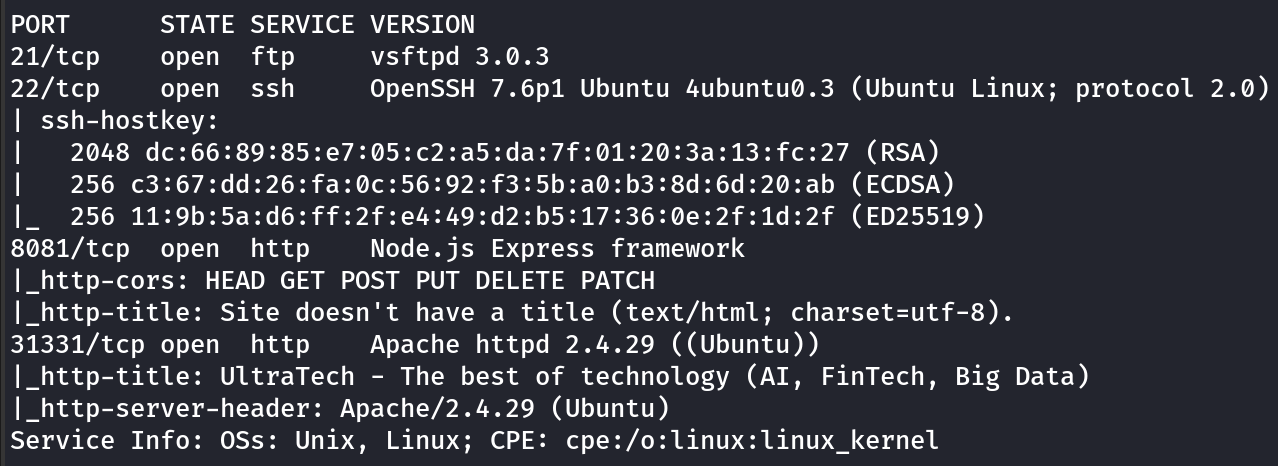 PORT      STATE SERVICE VERSION
21/tcp    open  ftp     vsftpd 3.0.3
22/tcp    open  ssh     OpenSSH 7.6p1 Ubuntu 4ubuntu0.3 (Ubuntu Linux; protocol 2.0)
| ssh-hostkey:
|   2048 dc:66:89:85:e7:05:c2:a5:da:7f:01:20:3a:13:fc:27 (RSA)
|   256 c3:67:dd:26:fa:0c:56:92:f3:5b:a0:b3:8d:6d:20:ab (ECDSA)
|_  256 11:9b:5a:d6:ff:2f:e4:49:d2:b5:17:36:0e:2f:1d:2f (ED25519)
8081/tcp  open  http    Node.js Express framework
|_http-cors: HEAD GET POST PUT DELETE PATCH
|_http-title: Site doesn't have a title (text/html; charset=utf-8).
31331/tcp open  http    Apache httpd 2.4.29 ((Ubuntu))
|_http-title: UltraTech - The best of technology (AI, FinTech, Big Data)
|_http-server-header: Apache/2.4.29 (Ubuntu)
Service Info: OSs: Unix, Linux; CPE: cpe:/o:linux:linux_kernel